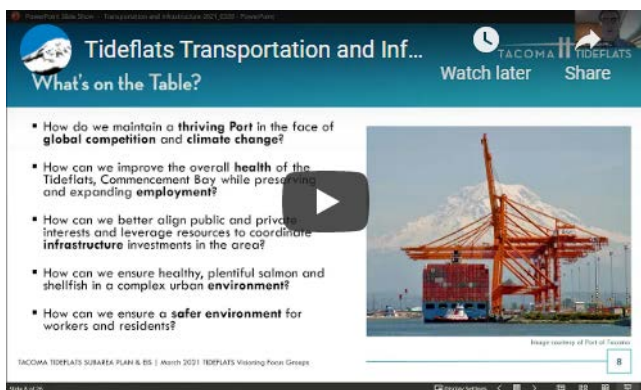 PowerPoint Slide Show - Transportation and Infrastructure 2021_0330 - PowerPoint
Tideflats Transportation and Inf...
TACOMA TIDEFLATS
Watch later
Share
What's on the Table?
▪ How do we maintain a thriving Port in the face of
global competition and climate change?
▪ How can we improve the overall health of the
Tideflats, Commencement Bay while preserving
and expanding employment?
▪ How can we better align public and private
interests and leverage resources to coordinate
infrastructure investments in the area?
▪ How can we ensure healthy, plentiful salmon and
shellfish in a complex urban environment?
▪ How can we ensure a safer environment for
workers and residents?
Image courtesy of Port of Tacoma
TACOMA TIDEFLATS SUBAREA PLAN & EIS | March 2021 TIDEFLATS Visioning Focus Groups
8
Display Settings